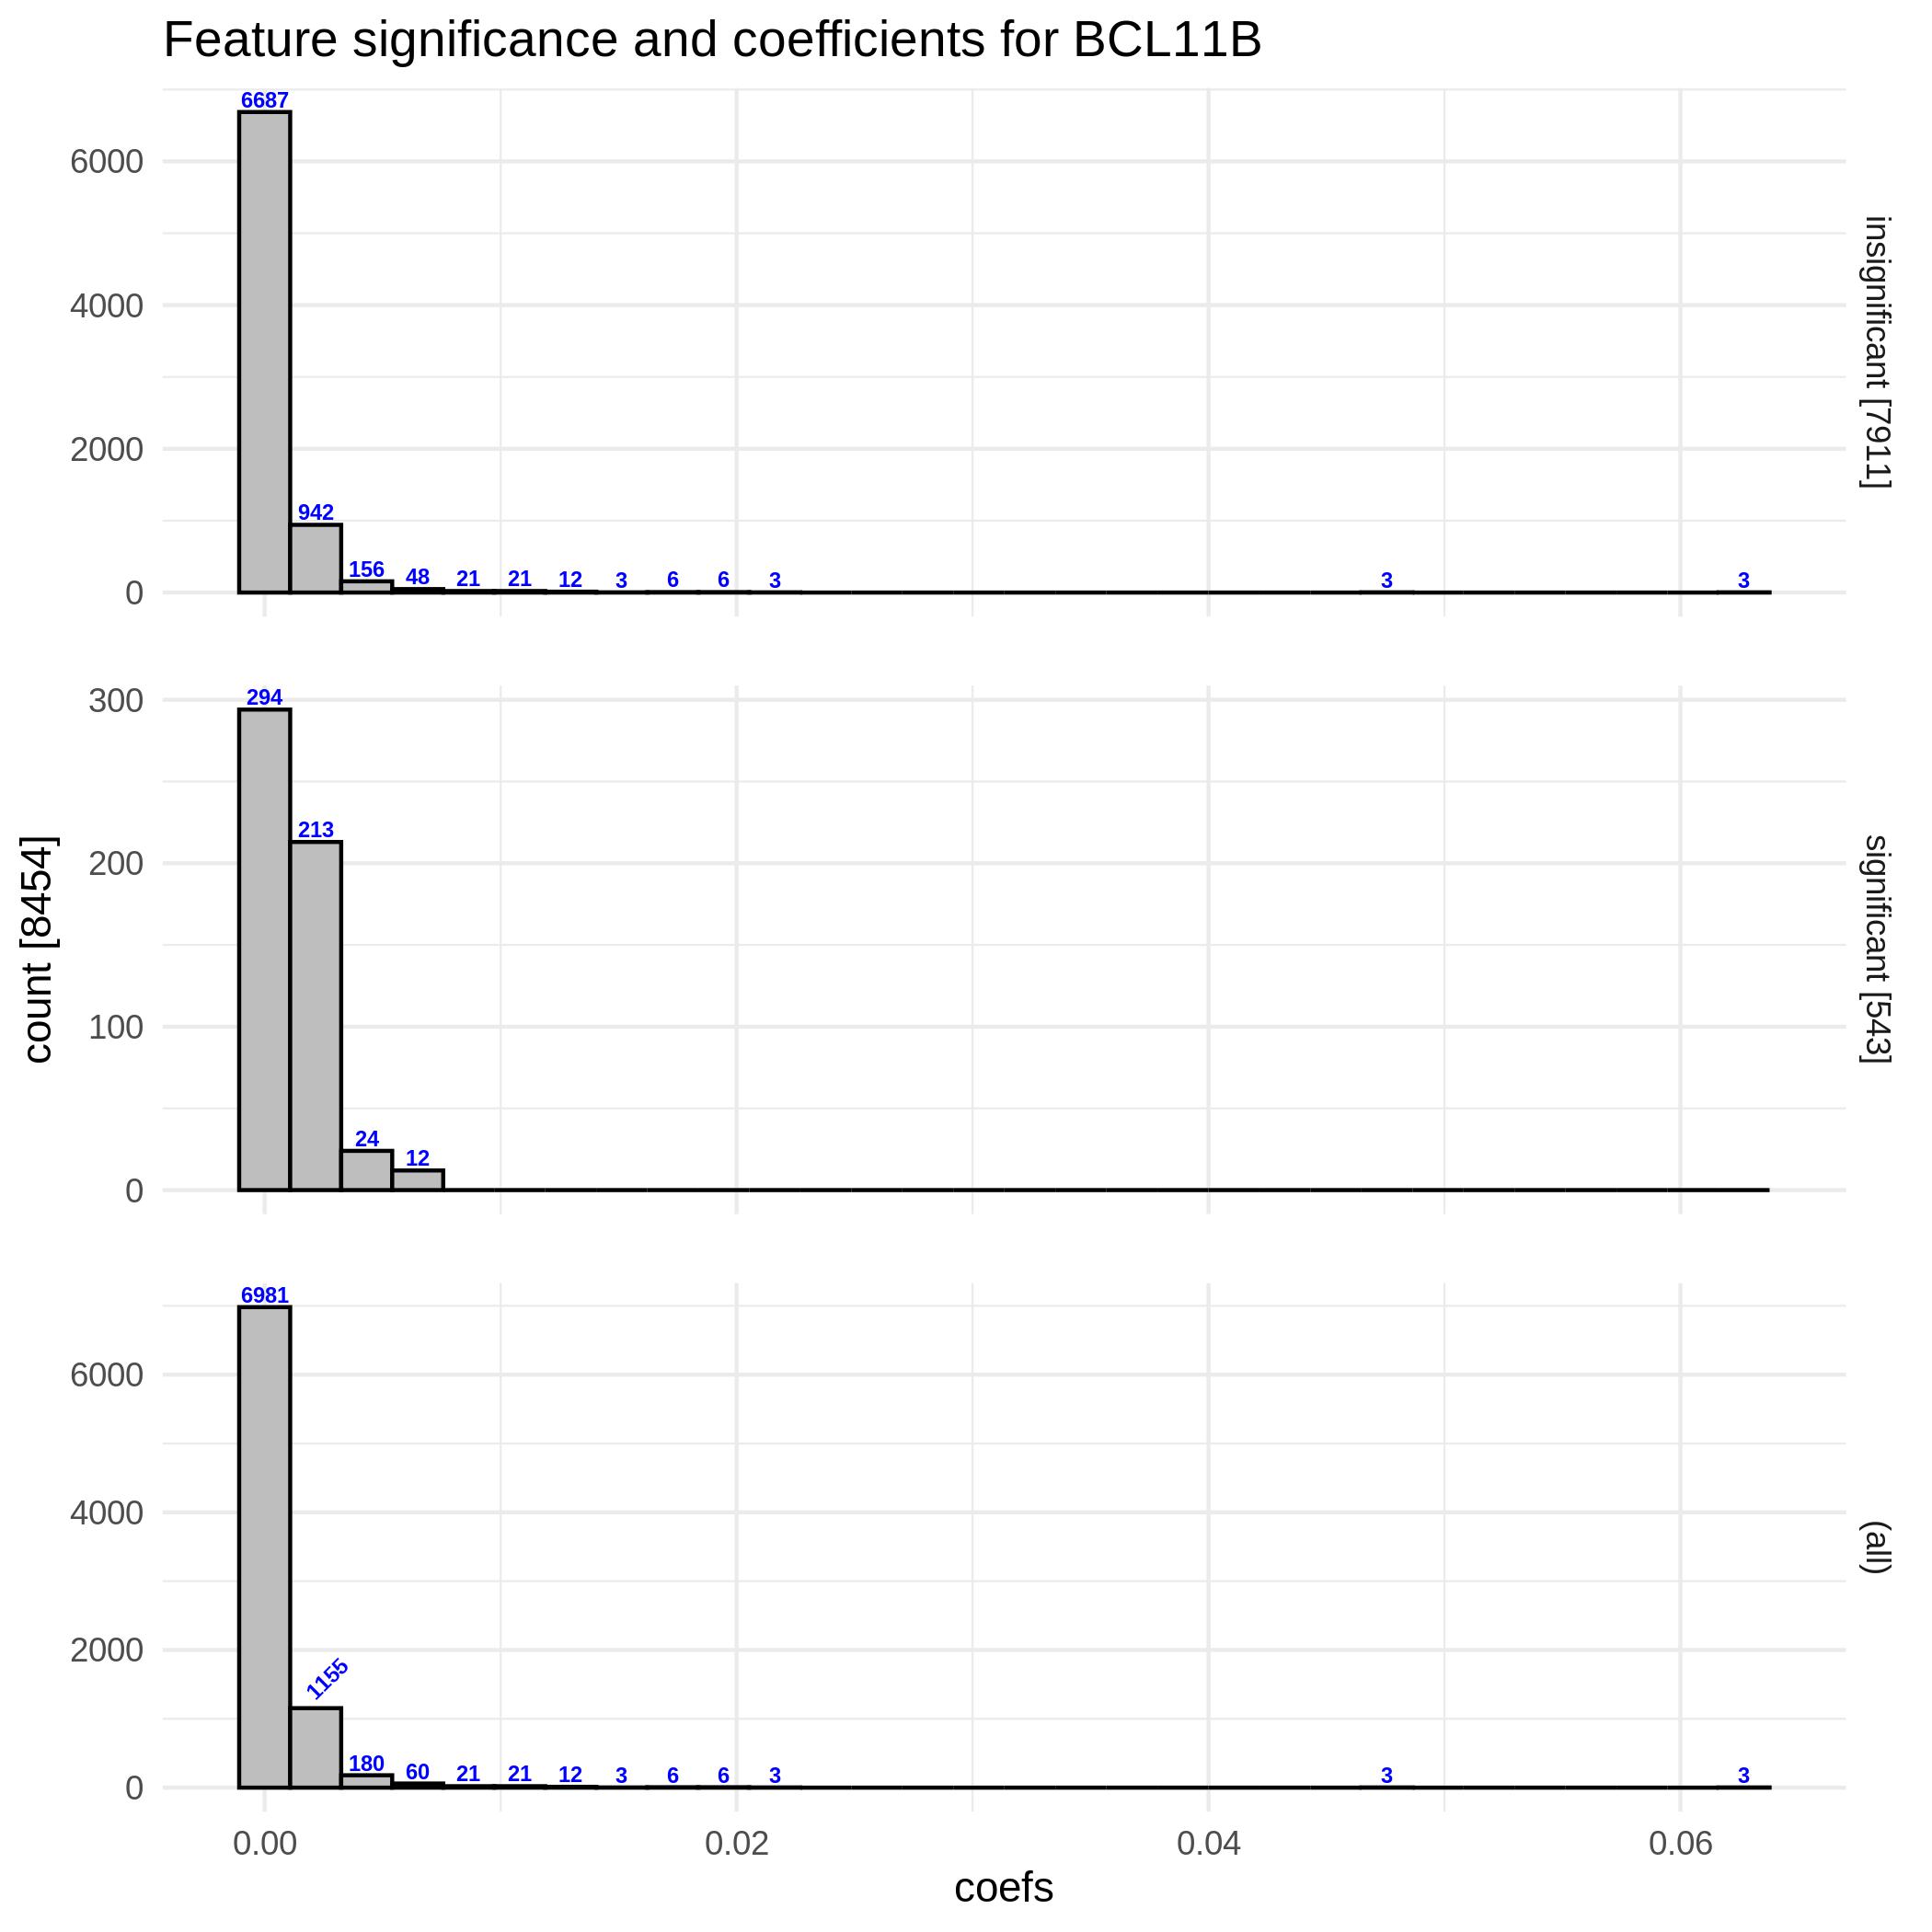 Feature significance and coefficients for BCL11B
6687
6000
4000
2000
942
156 48 21 21 12 3 6 6 3 3 3
0
insignificant [7911]
300
294
213
200
100
24
12
0
significant [543]
count [8454]
6981
6000
4000
2000
1155
180 60 21 21 12 3 6 6 3 3 3
0
(all)
0.00 0.02 0.04 0.06
coefs